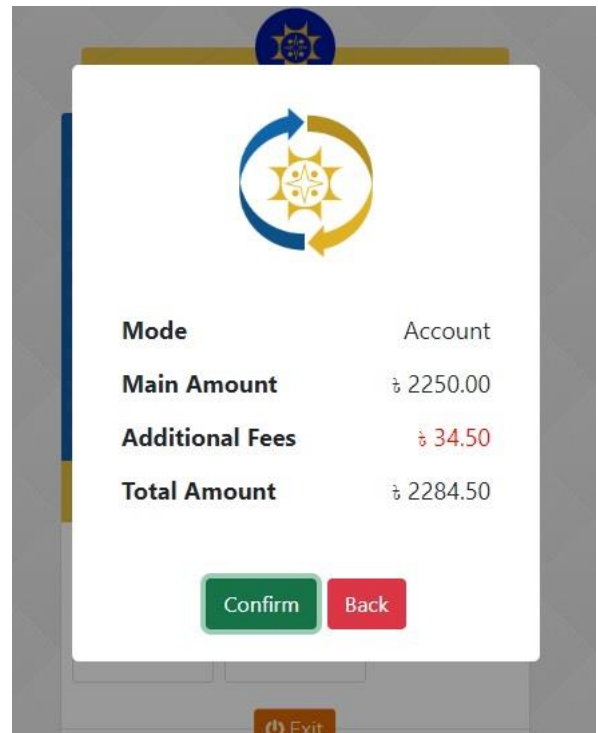 Mode Account
Main Amount ৳ 2250.00
Additional Fees ৳ 34.50
Total Amount ৳ 2284.50
Confirm Back
Exit